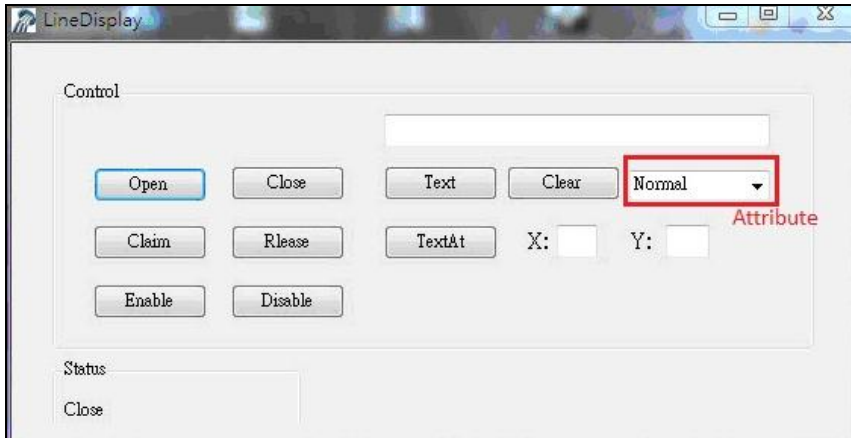 LineDisplay
Control
Open Close Text Clear Normal
Attribute
Claim Rlease TextAt X: Y:
Enable Disable
Status
Close